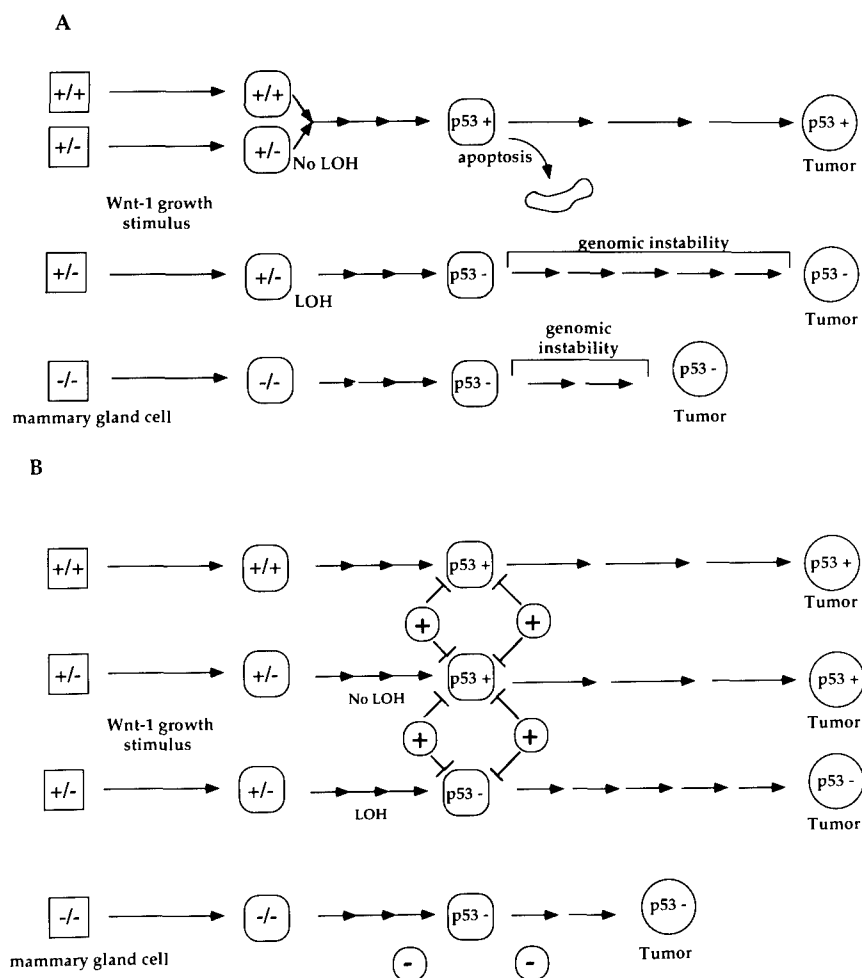 A
+/+ +/+
p53 + p53 +
+/- +/- No LOH apoptosis Tumor
Wnt-1 growth
stimulus
genomic instability
+/- +/- p53 - p53 -
LOH Tumor
genomic
instability
-/- -/- p53 - p53 -
mammary gland cell Tumor
B
+/+ +/+ p53 + p53 +
Tumor
+ +
+/- +/- p53 + p53 +
No LOH
Tumor
Wnt-1 growth
stimulus
+ +
+/- +/- p53 - p53 -
LOH Tumor
-/- -/- p53 - p53 -
mammary gland cell Tumor
- -